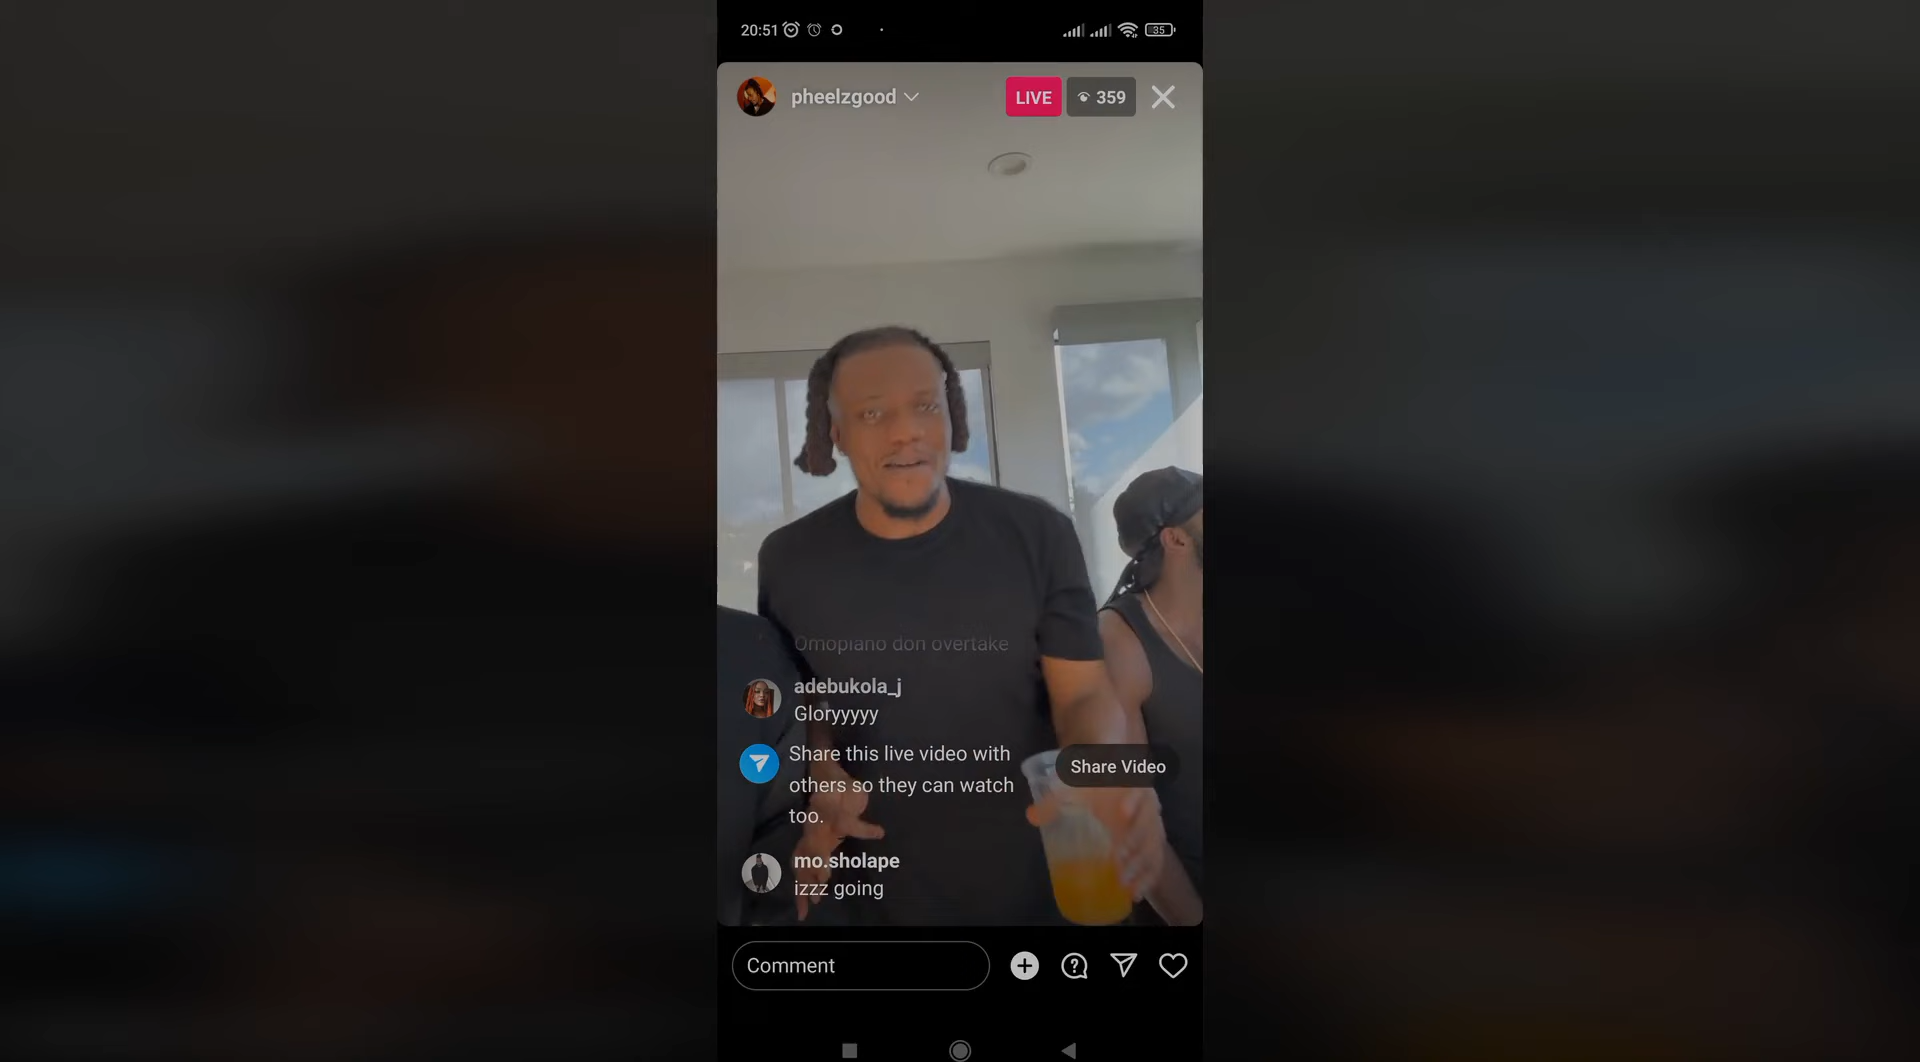 20:51
35
pheelzgood
LIVE
359
Omopiano don overtake
adebukola_j
Gloryyyyy
Share this live video with
others so they can watch
too.
Share Video
mo.sholape
izzz going
Comment